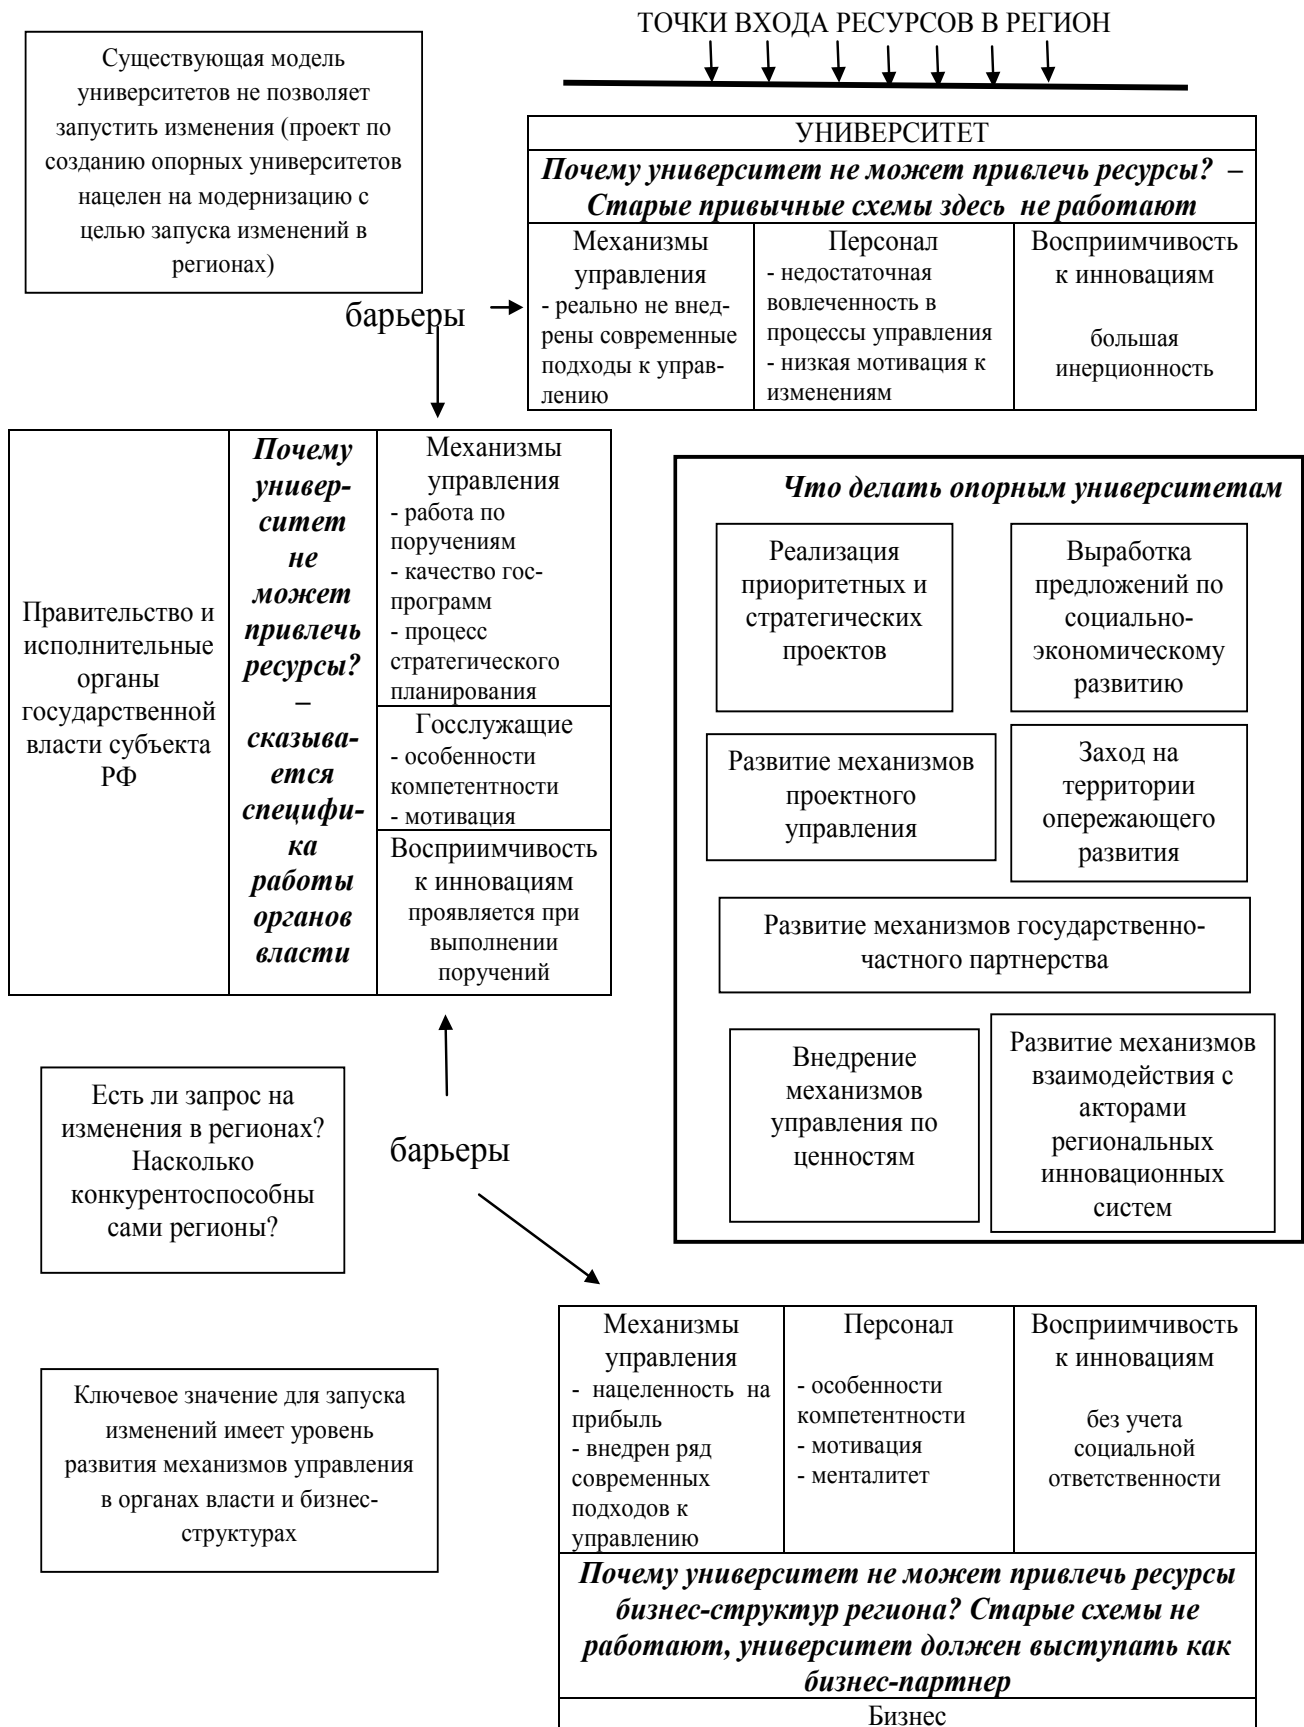 ТОЧКИ ВХОДА РЕСУРСОВ В РЕГИОН
Существующая модель
университетов не позволяет
запустить изменения (проект по
созданию опорных университетов
нацелен на модернизацию с
целью запуска изменений в
регионах)
УНИВЕРСИТЕТ
Почему университет не может привлечь ресурсы? –
Старые привычные схемы здесь не работают
Механизмы
управления
- реально не внед-
рены современные
подходы к управ-
лению
Персонал
- недостаточная
вовлеченность в
процессы управления
- низкая мотивация к
изменениям
Восприимчивость
к инновациям
большая
инерционность
барьеры
Правительство и
исполнительные
органы
государственной
власти субъекта
РФ
Почему
универ-
ситет
не
может
привлечь
ресурсы?
–
сказыва-
ется
специфи-
ка
работы
органов
власти
Механизмы
управления
- работа по
поручениям
- качество гос-
программ
- процесс
стратегического
планирования
Госслужащие
- особенности
компетентности
- мотивация
Восприимчивость
к инновациям
проявляется при
выполнении
поручений
Что делать опорным университетам
Реализация
приоритетных и
стратегических
проектов
Выработка
предложений по
социально-
экономическому
развитию
Развитие механизмов
проектного
управления
Заход на
территории
опережающего
развития
Развитие механизмов государственно-
частного партнерства
Внедрение
механизмов
управления по
ценностям
Развитие механизмов
взаимодействия с
акторами
региональных
инновационных
систем
Есть ли запрос на
изменения в регионах?
Насколько
конкурентоспособны
сами регионы?
барьеры
Ключевое значение для запуска
изменений имеет уровень
развития механизмов управления
в органах власти и бизнес-
структурах
Механизмы
управления
- нацеленность на
прибыль
- внедрен ряд
современных
подходов к
управлению
Персонал
- особенности
компетентности
- мотивация
- менталитет
Восприимчивость
к инновациям
без учета
социальной
ответственности
Почему университет не может привлечь ресурсы
бизнес-структур региона? Старые схемы не
работают, университет должен выступать как
бизнес-партнер
Бизнес